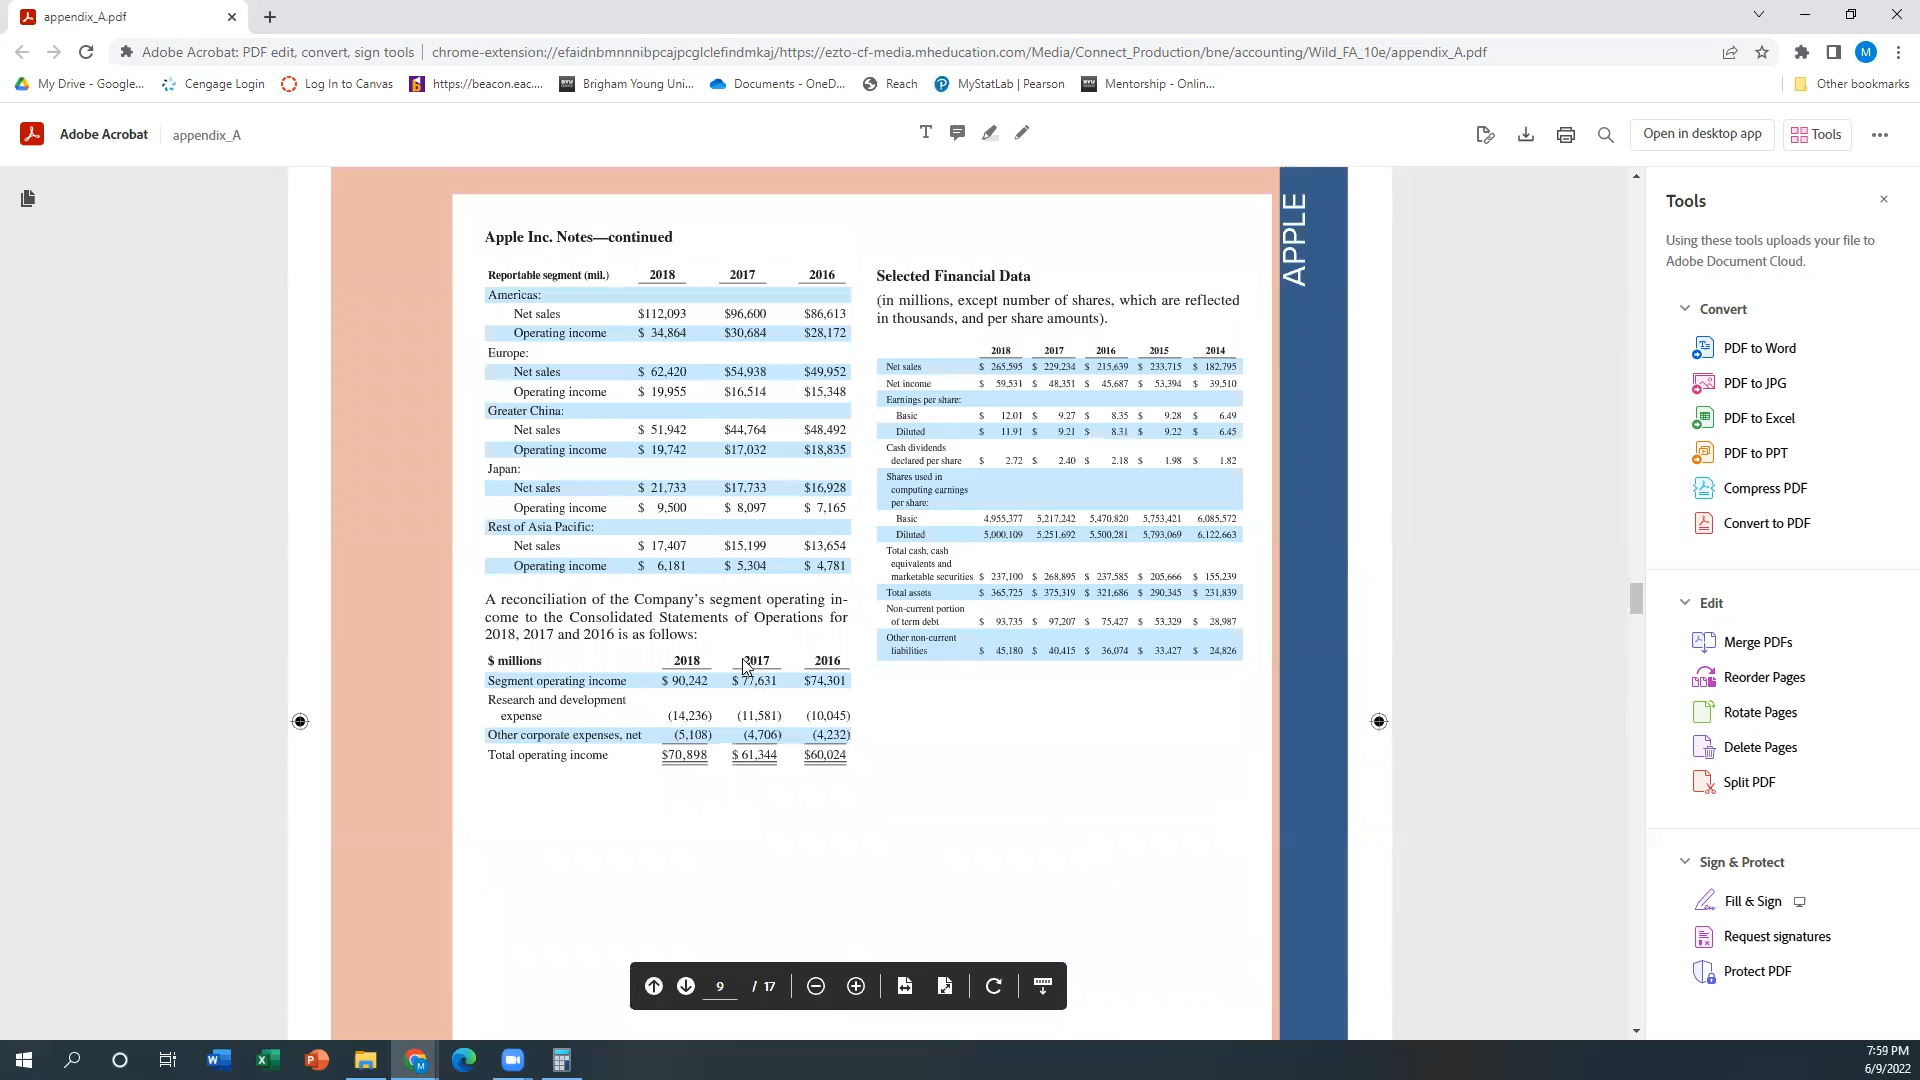 appendix_A.pdf
Adobe Acrobat: PDF edit, convert, sign tools | chrome-extension://efaidnbmnnnibpcajpcglclefindmkaj/https://ezto-cf-media.mheducation.com/Media/Connect_Production/bne/accounting/Wild_FA_10e/appendix_A.pdf
M
My Drive - Google... Cengage Login Log In to Canvas https://beacon.eac.... Brigham Young Uni... Documents - OneD... Reach MyStatLab | Pearson Mentorship - Onlin... Other bookmarks
Adobe Acrobat appendix_A Open in desktop app Tools
APPLE
Apple Inc. Notes—continued
Reportable segment (mil.) 2018 2017 2016
Americas:
Net sales $112,093 $96,600 $86,613
Operating income $ 34,864 $30,684 $28,172
Europe:
Net sales $ 62,420 $54,938 $49,952
Operating income $ 19,955 $16,514 $15,348
Greater China:
Net sales $ 51,942 $44,764 $48,492
Operating income $ 19,742 $17,032 $18,835
Japan:
Net sales $ 21,733 $17,733 $16,928
Operating income $ 9,500 $ 8,097 $ 7,165
Rest of Asia Pacific:
Net sales $ 17,407 $15,199 $13,654
Operating income $ 6,181 $ 5,304 $ 4,781
A reconciliation of the Company's segment operating in-
come to the Consolidated Statements of Operations for
2018, 2017 and 2016 is as follows:
$ millions 2018 2017 2016
Segment operating income $ 90,242 $ 77,631 $74,301
Research and development
expense (14,236) (11,581) (10,045)
Other corporate expenses, net (5,108) (4,706) (4,232)
Total operating income $70,898 $ 61,344 $60,024
Selected Financial Data
(in millions, except number of shares, which are reflected
in thousands, and per share amounts).
2018 2017 2016 2015 2014
Net sales $ 265,595 $ 229,234 $ 215,639 $ 233,715 $ 182,795
Net income $ 59,531 $ 48,351 $ 45,687 $ 53,394 $ 39,510
Earnings per share:
Basic $ 12.01 $ 9.27 $ 8.35 $ 9.28 $ 6.49
Diluted $ 11.91 $ 9.21 $ 8.31 $ 9.22 $ 6.45
Cash dividends
declared per share $ 2.72 $ 2.40 $ 2.18 $ 1.98 $ 1.82
Shares used in
computing earnings
per share:
Basic 4,955,377 5,217,242 5,470,820 5,753,421 6,085,572
Diluted 5,000,109 5,251,692 5,500,281 5,793,069 6,122,663
Total cash, cash
equivalents and
marketable securities $ 237,100 $ 268,895 $ 237,585 $ 205,666 $ 155,239
Total assets $ 365,725 $ 375,319 $ 321,686 $ 290,345 $ 231,839
Non-current portion
of term debt $ 93,735 $ 97,207 $ 75,427 $ 53,329 $ 28,987
Other non-current
liabilities $ 45,180 $ 40,415 $ 36,074 $ 33,427 $ 24,826
9 / 17
Tools
Using these tools uploads your file to
Adobe Document Cloud.
Convert
PDF to Word
PDF to JPG
PDF to Excel
PDF to PPT
Compress PDF
Convert to PDF
Edit
Merge PDFs
Reorder Pages
Rotate Pages
Delete Pages
Split PDF
Sign & Protect
Fill & Sign
Request signatures
Protect PDF
7:59 PM
6/9/2022